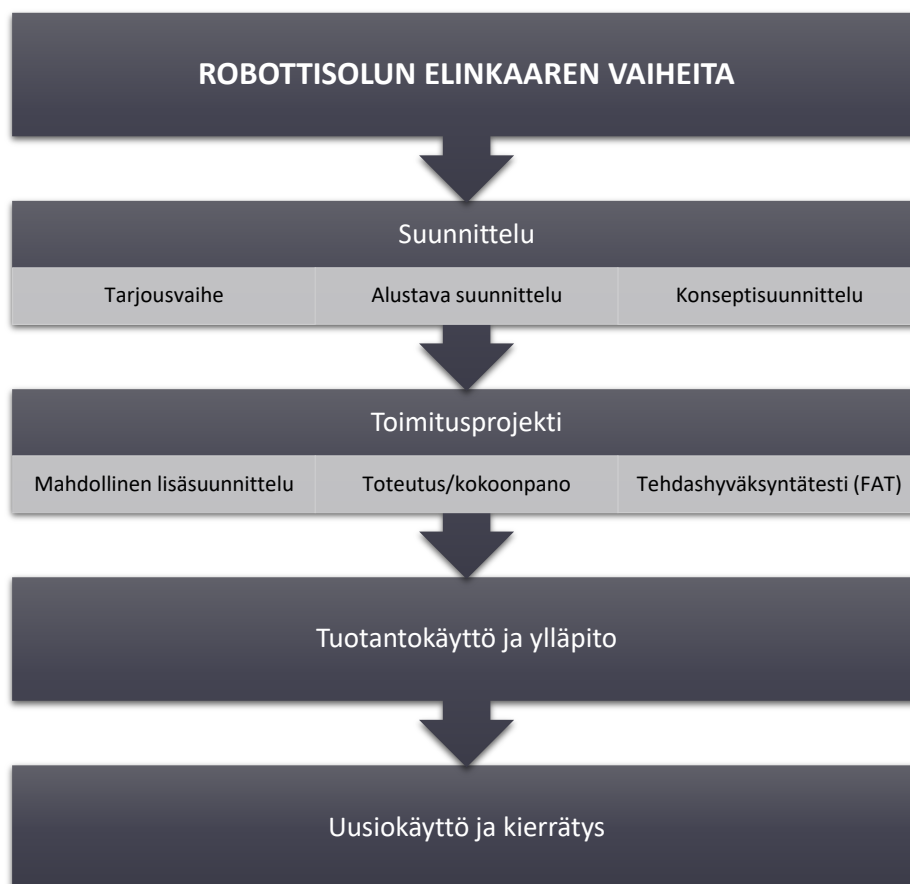 ROBOTTISOLUN ELINKAAREN VAIHEITA
Suunnittelu
Tarjousvaihe
Alustava suunnittelu
Konseptisuunnittelu
Toimitusprojekti
Mahdollinen lisäsuunnittelu
Toteutus/kokoonpano
Tehdashyväksyntätesti (FAT)
Tuotantokäyttö ja ylläpito
Uusiokäyttö ja kierrätys